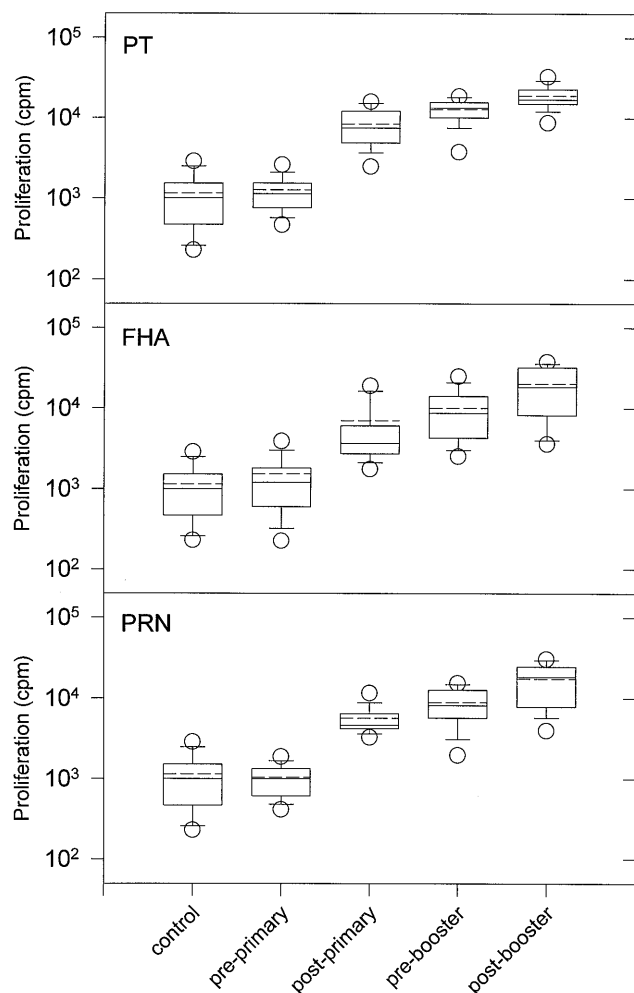 PT
Proliferation (cpm)
10⁵
10⁴
10³
10²
FHA
Proliferation (cpm)
10⁵
10⁴
10³
10²
PRN
Proliferation (cpm)
10⁵
10⁴
10³
10²
control
pre-primary
post-primary
pre-booster
post-booster